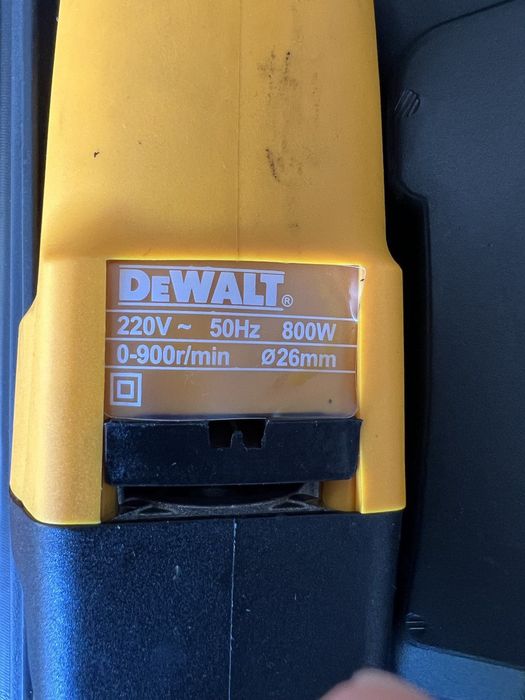 DEWALT®
220V ~ 50Hz 800W
0-900r/min Ø26mm